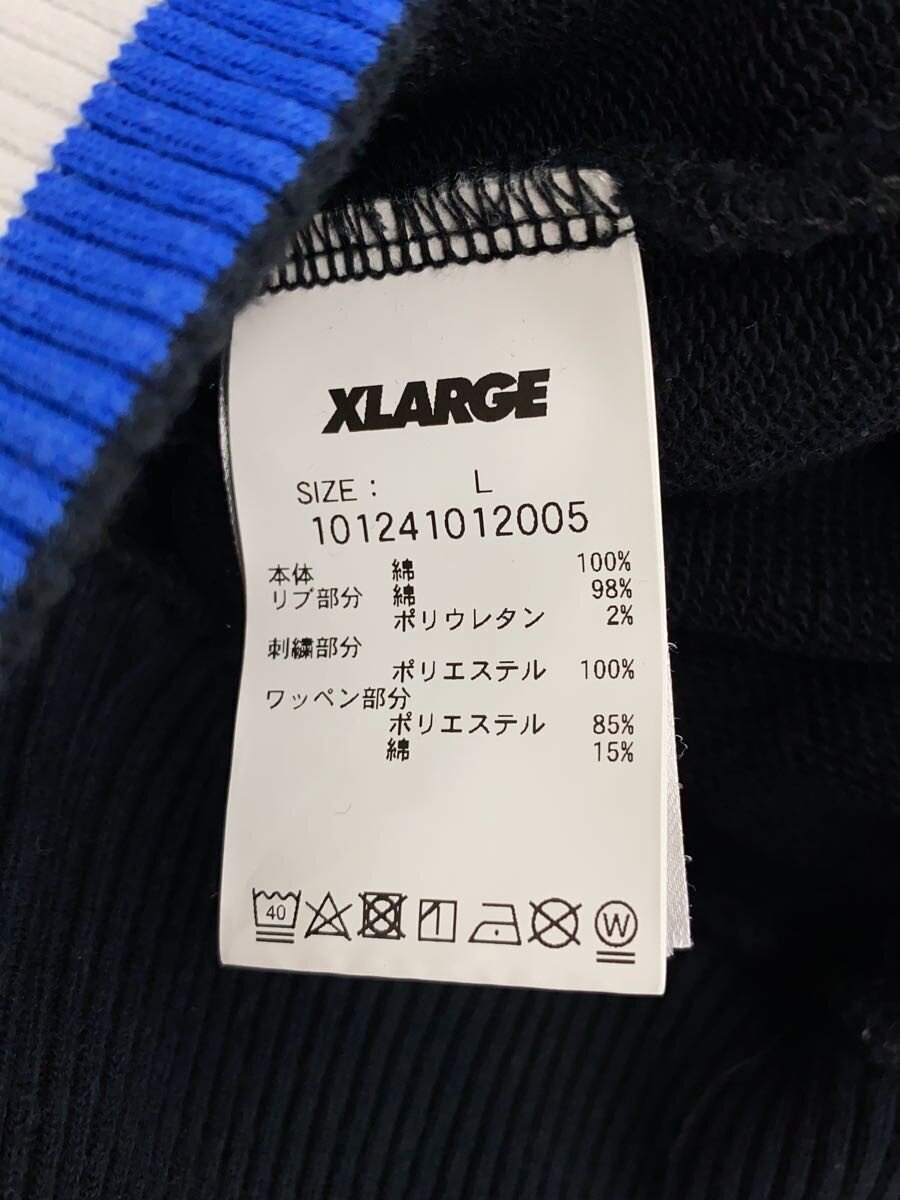 XLARGE
SIZE : L
101241012005
本体 綿 100%
リブ部分 綿 98%
ポリウレタン 2%
刺繍部分
ポリエステル 100%
ワッペン部分
ポリエステル 85%
綿 15%
40 W